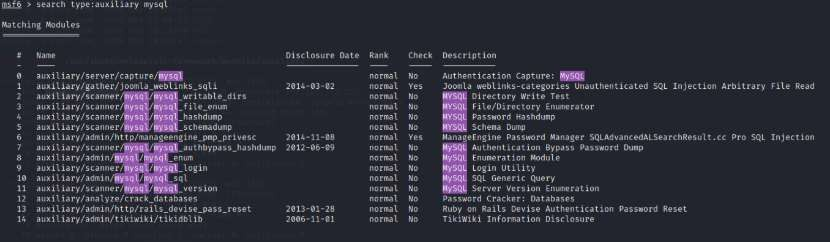 msf6 > search type:auxiliary mysql
Matching Modules
================
# Name Disclosure Date Rank Check Description
- ---- --------------- ---- ----- -----------
0 auxiliary/server/capture/mysql normal No Authentication Capture: MySQL
1 auxiliary/gather/joomla_weblinks_sqli 2014-03-02 normal Yes Joomla weblinks-categories Unauthenticated SQL Injection Arbitrary File Read
2 auxiliary/scanner/mysql/mysql_writable_dirs normal No MYSQL Directory Write Test
3 auxiliary/scanner/mysql/mysql_file_enum normal No MYSQL File/Directory Enumerator
4 auxiliary/scanner/mysql/mysql_hashdump normal No MYSQL Password Hashdump
5 auxiliary/scanner/mysql/mysql_schemadump normal No MYSQL Schema Dump
6 auxiliary/admin/http/manageengine_pmp_privesc 2014-11-08 normal Yes ManageEngine Password Manager SQLAdvancedALSearchResult.cc Pro SQL Injection
7 auxiliary/scanner/mysql/mysql_authbypass_hashdump 2012-06-09 normal No MySQL Authentication Bypass Password Dump
8 auxiliary/admin/mysql/mysql_enum normal No MySQL Enumeration Module
9 auxiliary/scanner/mysql/mysql_login normal No MySQL Login Utility
10 auxiliary/admin/mysql/mysql_sql normal No MySQL SQL Generic Query
11 auxiliary/scanner/mysql/mysql_version normal No MySQL Server Version Enumeration
12 auxiliary/analyze/crack_databases normal No Password Cracker: Databases
13 auxiliary/admin/http/rails_devise_pass_reset 2013-01-28 normal No Ruby on Rails Devise Authentication Password Reset
14 auxiliary/admin/tikiwiki/tikidblib 2006-11-01 normal No TikiWiki Information Disclosure